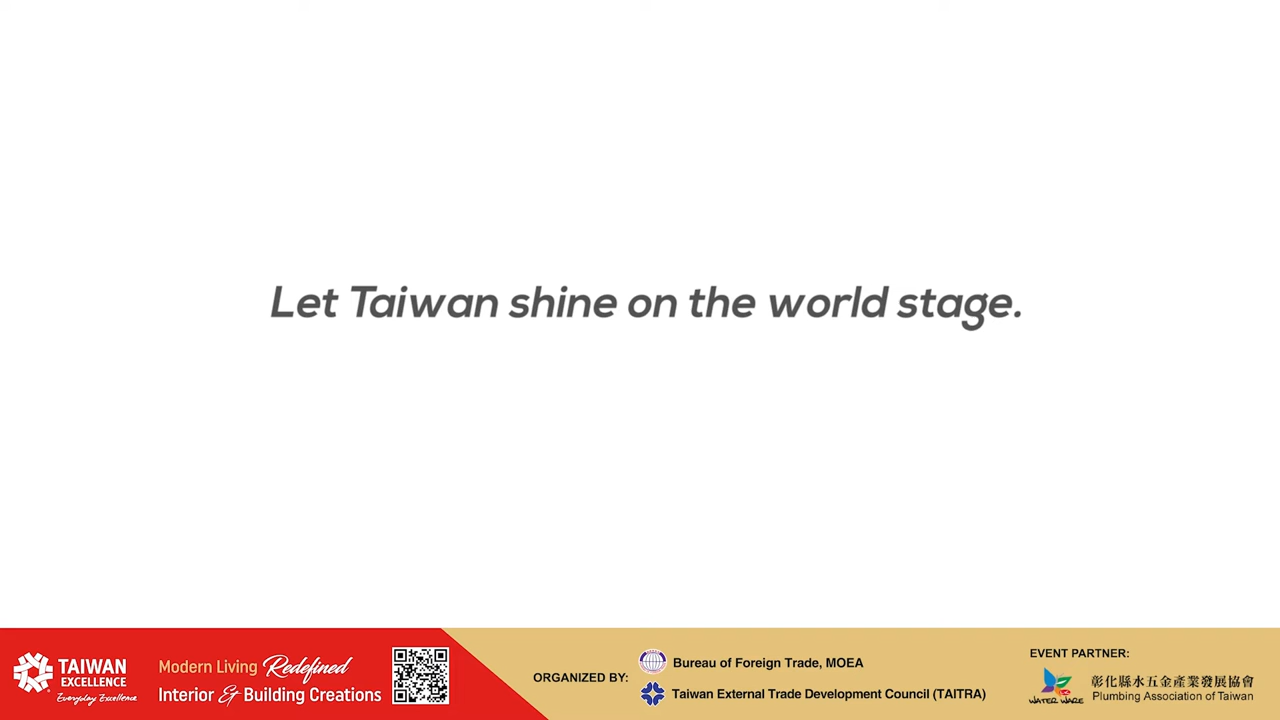 Let Taiwan shine on the world stage.
TAIWAN
EXCELLENCE
Everyday Excellence
Modern Living Redefined
Interior & Building Creations
ORGANIZED BY:
Bureau of Foreign Trade, MOEA
Taiwan External Trade Development Council (TAITRA)
EVENT PARTNER:
WATER WARE
彰化縣水五金產業發展協會
Plumbing Association of Taiwan